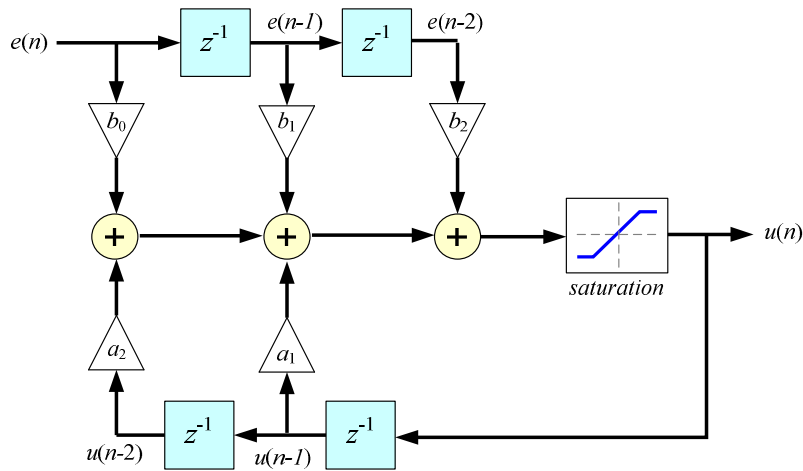 e(n)
z⁻¹
e(n-1)
z⁻¹
e(n-2)
b₀
b₁
b₂
+
+
+
u(n)
saturation
a₂
a₁
u(n-2)
z⁻¹
u(n-1)
z⁻¹